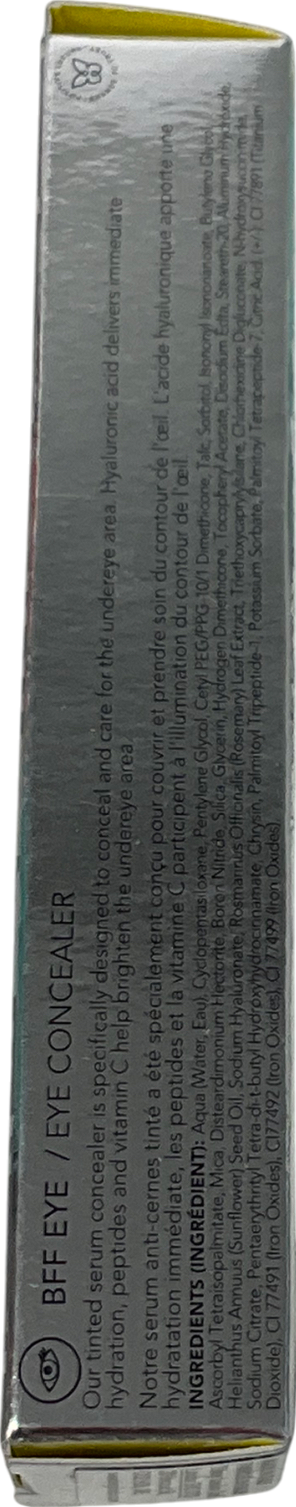 BFF EYE / EYE CONCEALER
Our tinted serum concealer is specifically designed to conceal and care for the undereye area. Hyaluronic acid delivers immediate
hydration, peptides and vitamin C help brighten the undereye area
Notre serum anti-cernes tinté a été spécialement conçu pour couvrir et prendre soin du contour de l'œil. L'acide hyaluronique apporte une
hydratation immédiate, les peptides et la vitamine C participent à l'illumination du contour de l'œil
INGREDIENTS (INGRÉDIENT): Aqua (Water, Eau), Cyclopentasiloxane, Pentylene Glycol, Cetyl PEG/PPG-10/1 Dimethicone, Talc, Sorbitol, Isononyl Isononanoate, Butylene Glycol,
Ascorbyl Tetraisopalmitate, Mica, Disteardimonium Hectorite, Boron Nitride, Silica, Glycerin, Hydrogen Dimethicone, Tocopheryl Acetate, Disodium Edta, Steareth-20, Aluminum Hydroxide,
Helianthus Annuus (Sunflower) Seed Oil, Sodium Hyaluronate, Rosmarinus Officinalis (Rosemary) Leaf Extract, Triethoxycaprylylsilane, Chlorhexidine Digluconate, N-hydroxysuccinimide,
Sodium Citrate, Pentaerythrityl Tetra-di-t-butyl Hydroxyhydrocinnamate, Chrysin, Palmitoyl Tripeptide-1, Potassium Sorbate, Palmitoyl Tetrapeptide-7, Citric Acid. (+/-): CI 77891 (Titanium
Dioxide), CI 77491 (Iron Oxides), CI77492 (Iron Oxides), CI 77499 (Iron Oxides)